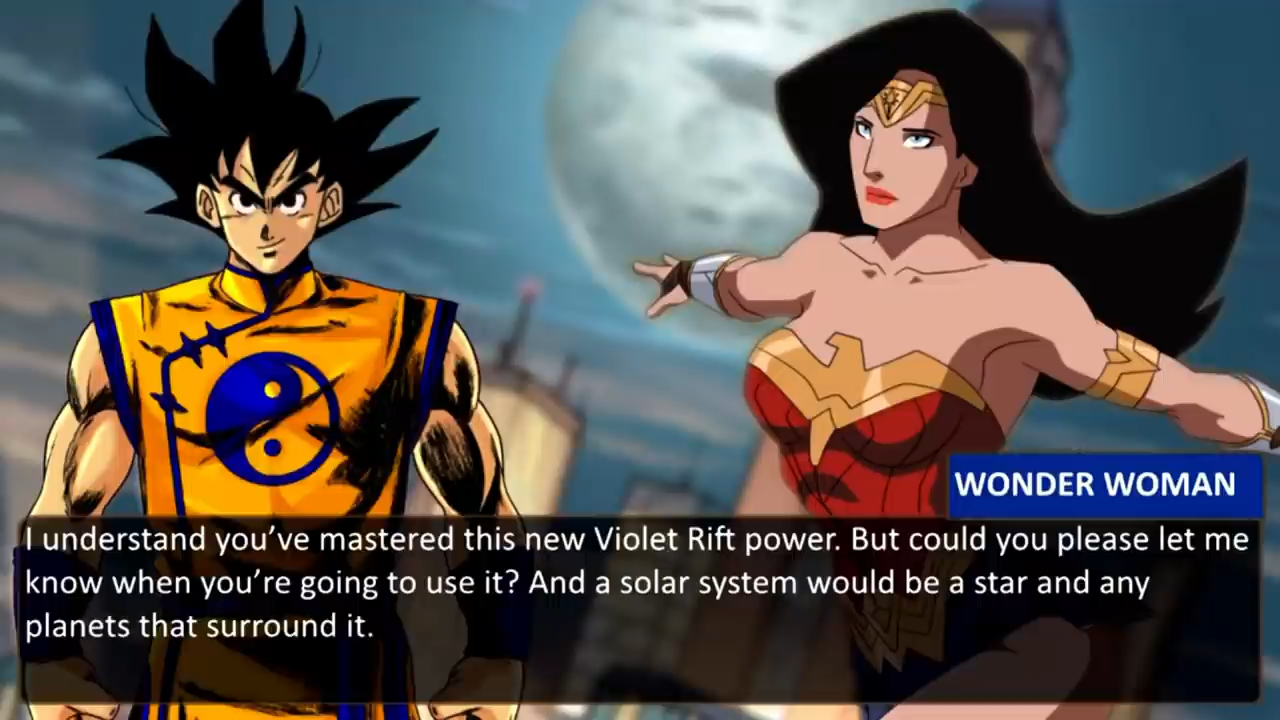 WONDER WOMAN
I understand you’ve mastered this new Violet Rift power. But could you please let me
know when you’re going to use it? And a solar system would be a star and any
planets that surround it.